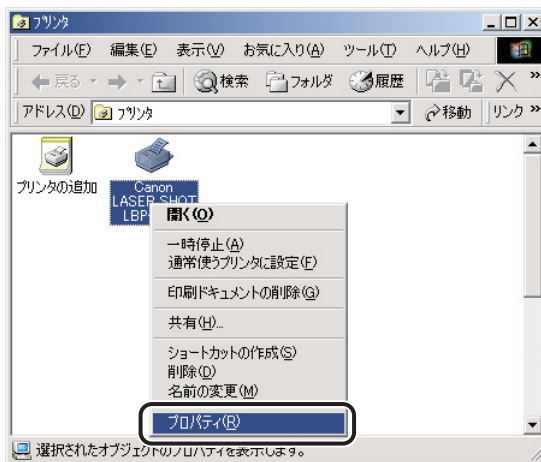 プリンタ
ファイル(F) 編集(E) 表示(V) お気に入り(A) ツール(T) ヘルプ(H)
戻る 検索 フォルダ 履歴 »
アドレス(D) プリンタ 移動 リンク »
プリンタの追加
Canon
LASER SHOT
LBP-
開く(O)
一時停止(A)
通常使うプリンタに設定(F)
印刷ドキュメントの削除(G)
共有(H)...
ショートカットの作成(S)
削除(D)
名前の変更(M)
プロパティ(R)
選択されたオブジェクトのプロパティを表示します。